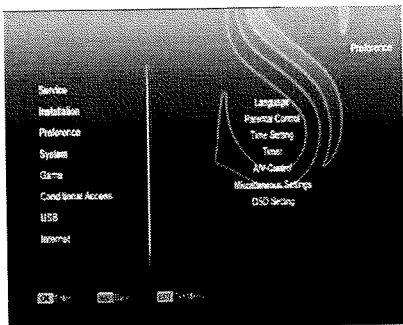 Preference
Service
Installation
Preference
System
Game
Conditional Access
USB
Internet
Language
Parental Control
Time Setting
Timer
A/V-Control
Miscellaneous Settings
OSD Setting
OK